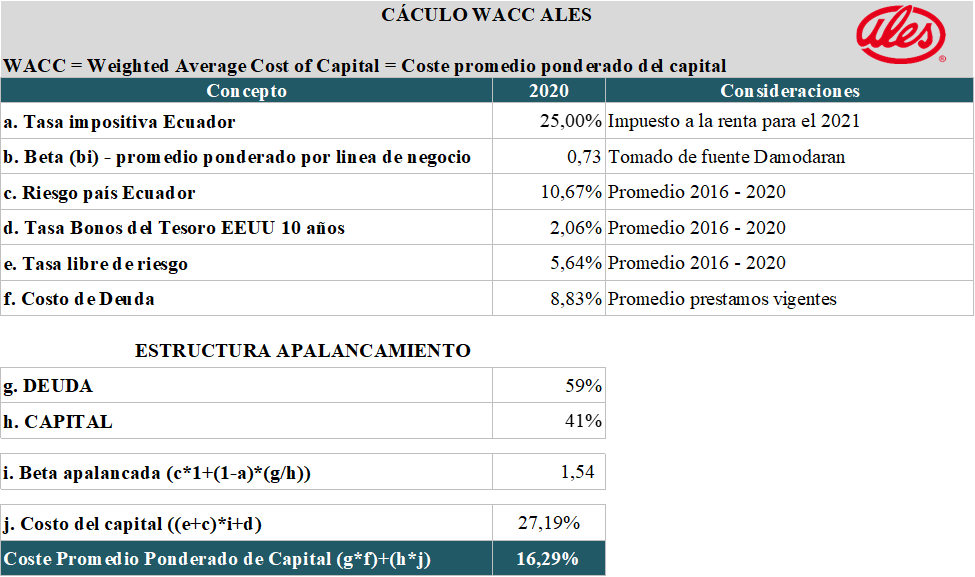 CÁCULO WACC ALES
ales
®
WACC = Weighted Average Cost of Capital = Coste promedio ponderado del capital
Concepto 2020 Consideraciones
a. Tasa impositiva Ecuador 25,00% Impuesto a la renta para el 2021
b. Beta (bi) - promedio ponderado por linea de negocio 0,73 Tomado de fuente Damodaran
c. Riesgo país Ecuador 10,67% Promedio 2016 - 2020
d. Tasa Bonos del Tesoro EEUU 10 años 2,06% Promedio 2016 - 2020
e. Tasa libre de riesgo 5,64% Promedio 2016 - 2020
f. Costo de Deuda 8,83% Promedio prestamos vigentes
ESTRUCTURA APALANCAMIENTO
g. DEUDA 59%
h. CAPITAL 41%
i. Beta apalancada (c*1+(1-a)*(g/h)) 1,54
j. Costo del capital ((e+c)*i+d) 27,19%
Coste Promedio Ponderado de Capital (g*f)+(h*j) 16,29%